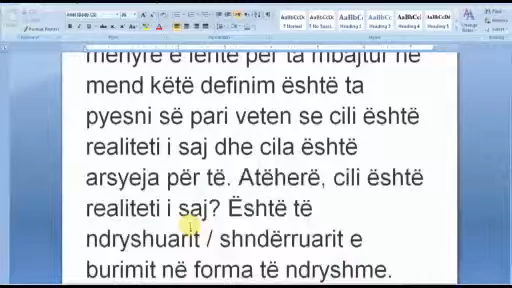 mënyrë e lehtë për ta mbajtur në
mend këtë definim është ta
pyesni së pari veten se cili është
realiteti i saj dhe cila është
arsyeja për të. Atëherë, cili është
realiteti i saj? Është të
ndryshuarit / shndërruarit e
burimit në forma të ndryshme.